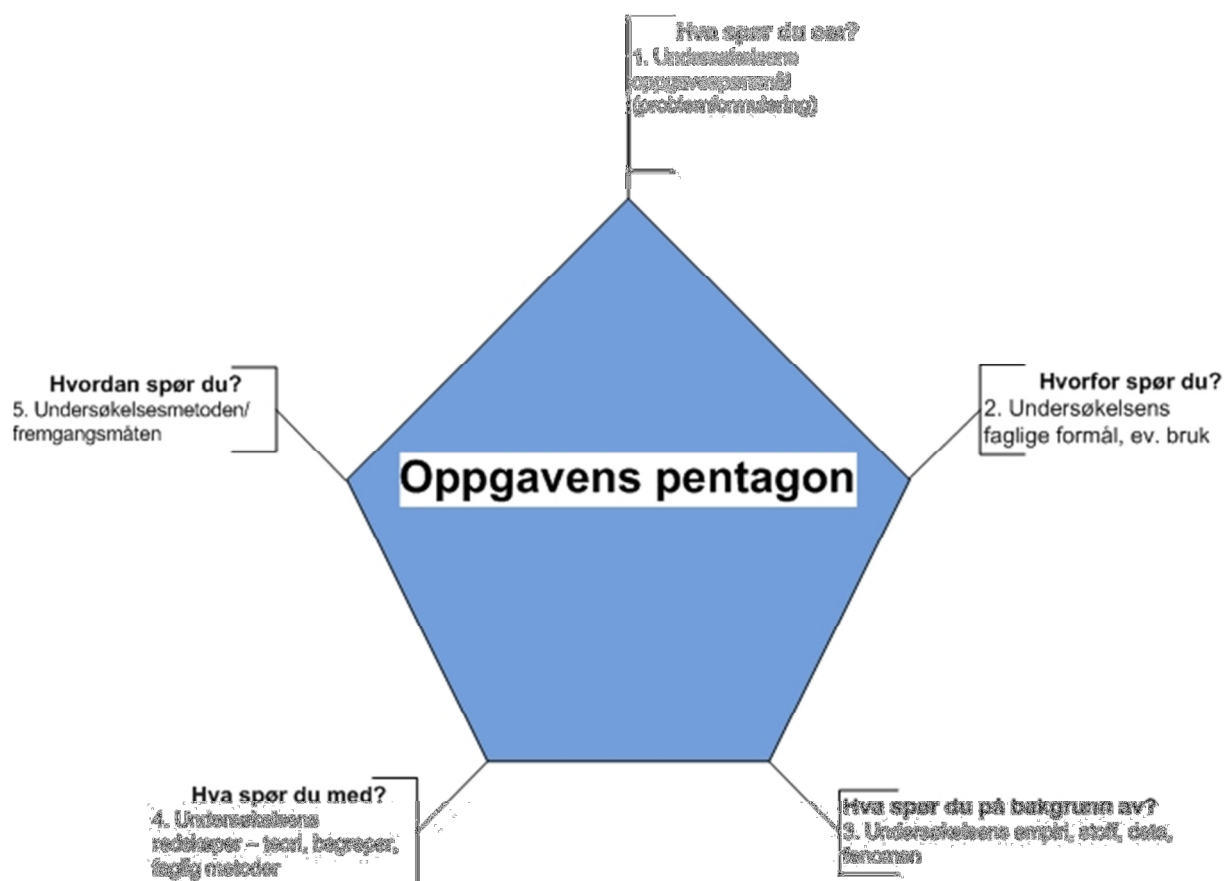 Hva spør du om?
1. Undersøkelsens
oppgavespørsmål
(problemformulering)
Hvordan spør du?
5. Undersøkelsesmetoden/
fremgangsmåten
Hvorfor spør du?
2. Undersøkelsens
faglige formål, ev. bruk
Oppgavens pentagon
Hva spør du med?
4. Undersøkelsens
redskaper – teori, begreper,
faglig metoder
Hva spør du på bakgrunn av?
3. Undersøkelsens empiri, stoff, data,
fenomen